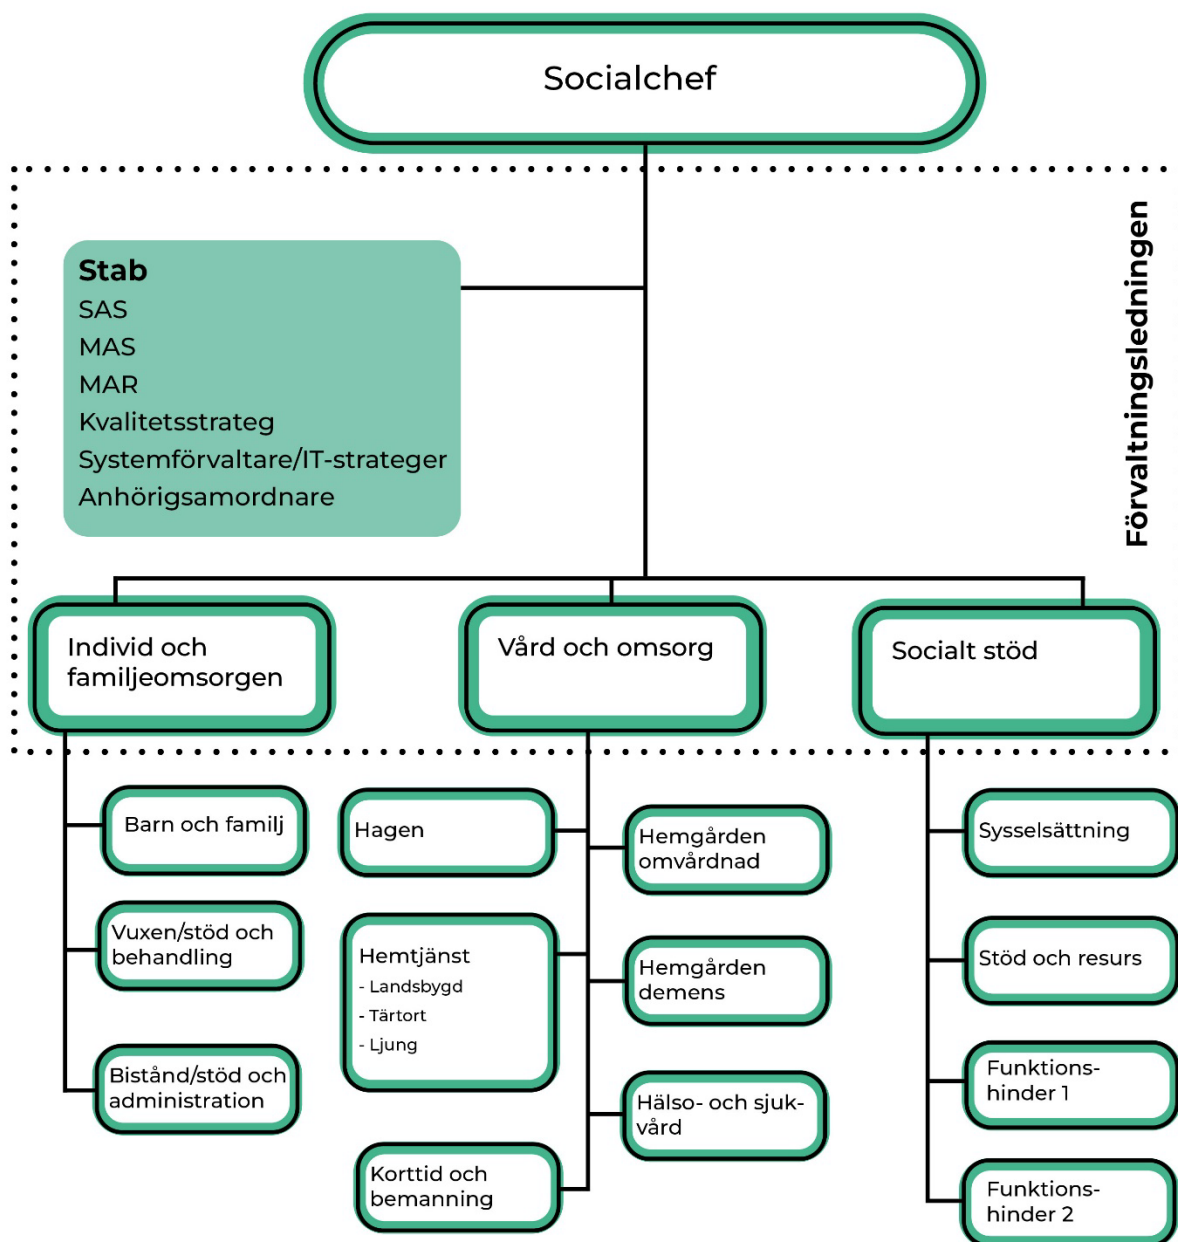 Socialchef
Förvaltningsledningen
Stab
SAS
MAS
MAR
Kvalitetsstrateg
Systemförvaltare/IT-strateger
Anhörigsamordnare
Individ och
familjeomsorgen
Vård och omsorg
Socialt stöd
Barn och familj
Vuxen/stöd och
behandling
Bistånd/stöd och
administration
Hagen
Hemtjänst
- Landsbygd
- Tärtort
- Ljung
Korttid och
bemanning
Hemgården
omvårdnad
Hemgården
demens
Hälso- och sjuk-
vård
Sysselsättning
Stöd och resurs
Funktions-
hinder 1
Funktions-
hinder 2